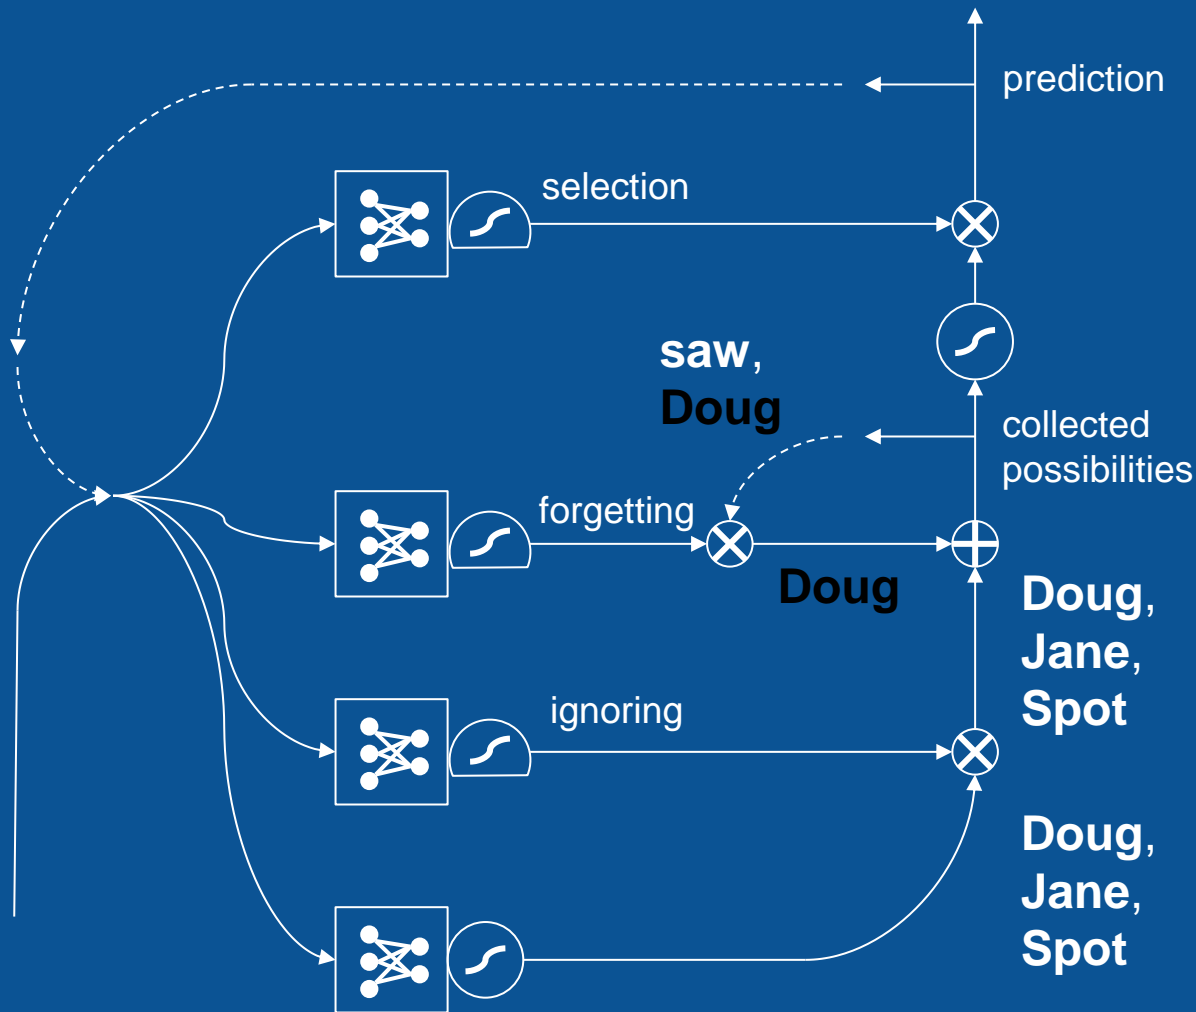 prediction
selection
saw,
Doug
collected
possibilities
forgetting
Doug
Doug,
Jane,
Spot
ignoring
Doug,
Jane,
Spot